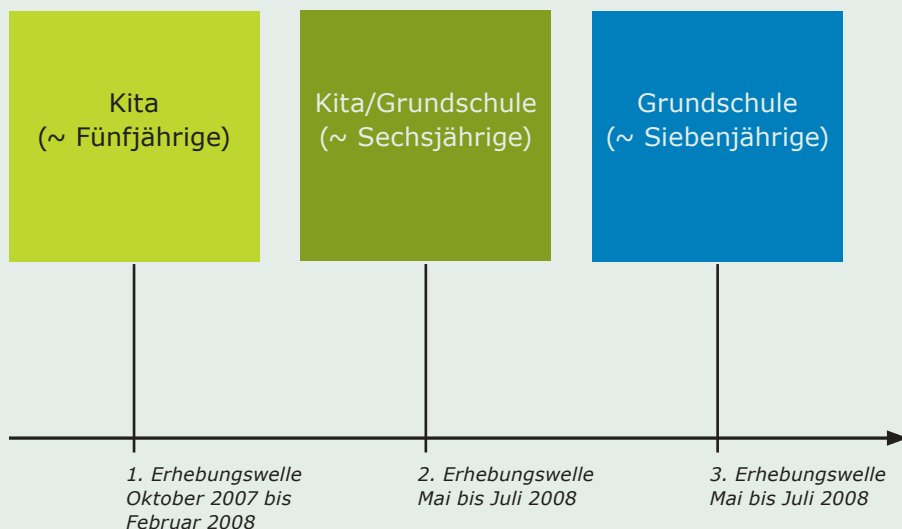 Kita
(~ Fünfjährige)
Kita/Grundschule
(~ Sechsjährige)
Grundschule
(~ Siebenjährige)
1. Erhebungswelle
Oktober 2007 bis
Februar 2008
2. Erhebungswelle
Mai bis Juli 2008
3. Erhebungswelle
Mai bis Juli 2008